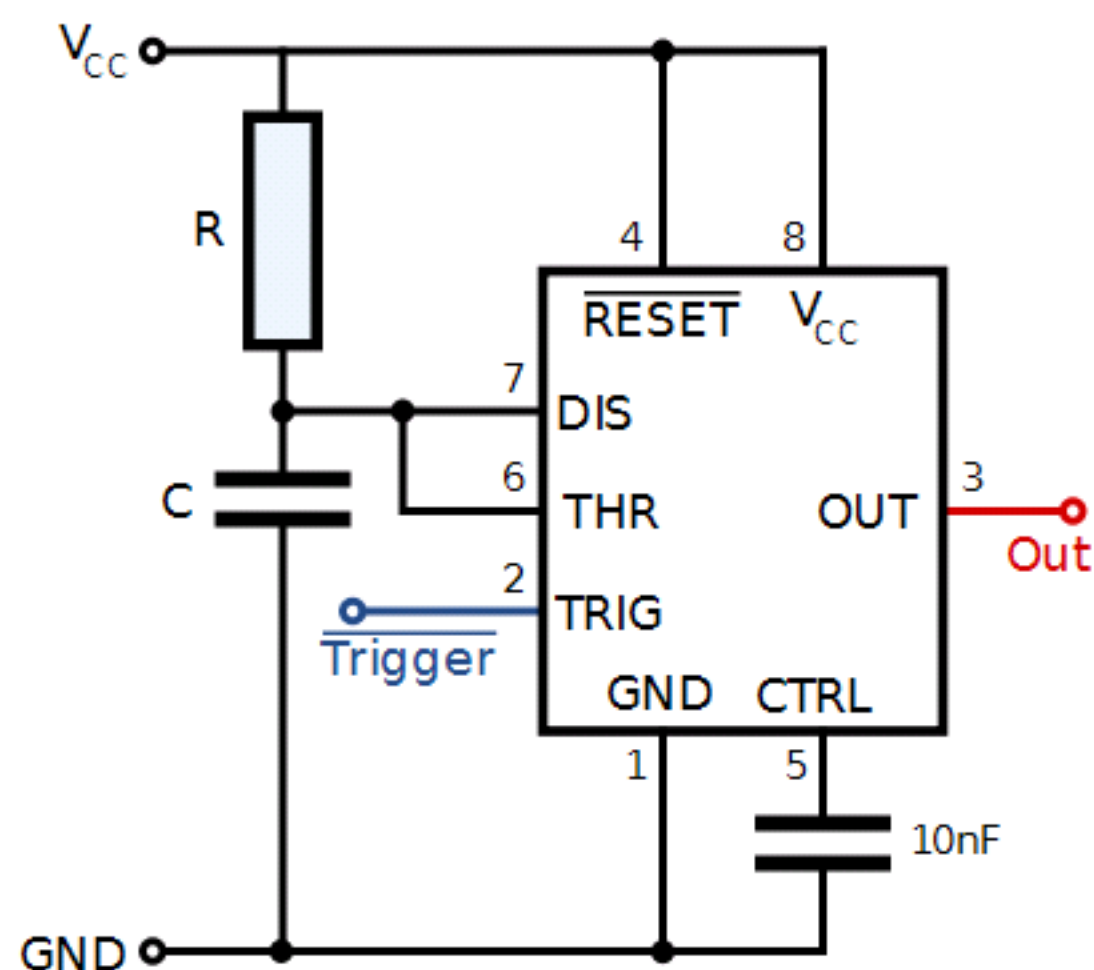 VCC
R
4
8
RESET
VCC
7
DIS
C
6
THR
OUT
3
Out
2
TRIG
Trigger
GND
CTRL
1
5
10nF
GND